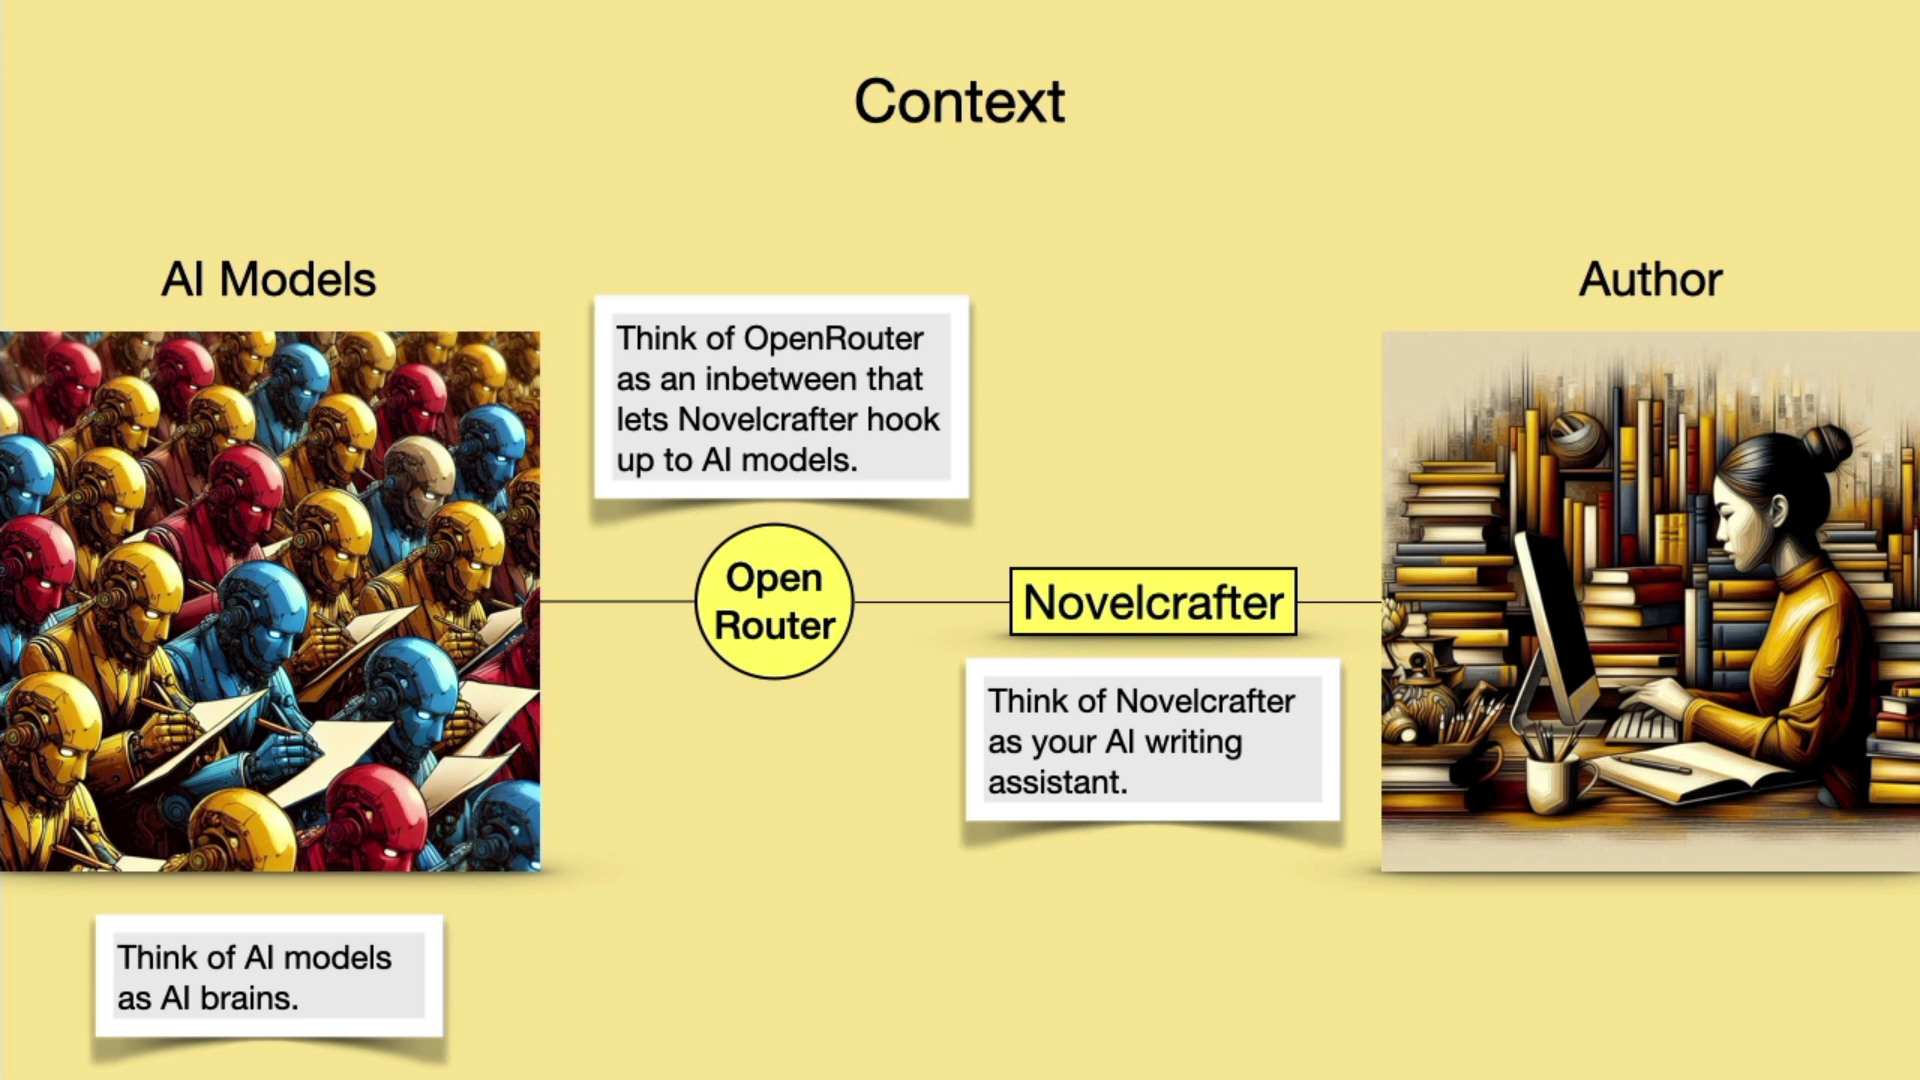 Context
AI Models
Author
Think of OpenRouter
as an inbetween that
lets Novelcrafter hook
up to AI models.
Open
Router
Novelcrafter
Think of Novelcrafter
as your AI writing
assistant.
Think of AI models
as AI brains.